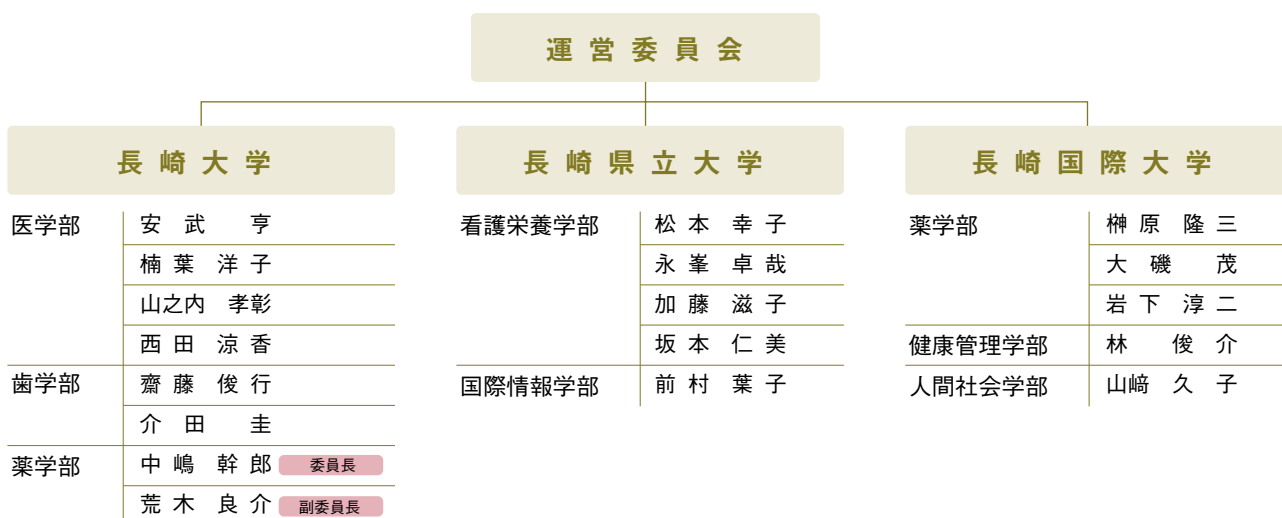 運営委員会
長崎大学
医学部 安武 亨
楠葉 洋子
山之内 孝彰
西田 涼香
歯学部 齋藤 俊行
介田 圭
薬学部 中嶋 幹郎 委員長
荒木 良介 副委員長
長崎県立大学
看護栄養学部 松本 幸子
永峯 卓哉
加藤 滋子
坂本 仁美
国際情報学部 前村 葉子
長崎国際大学
薬学部 榊原 隆三
大磯 茂
岩下 淳二
健康管理学部 林 俊介
人間社会学部 山﨑 久子